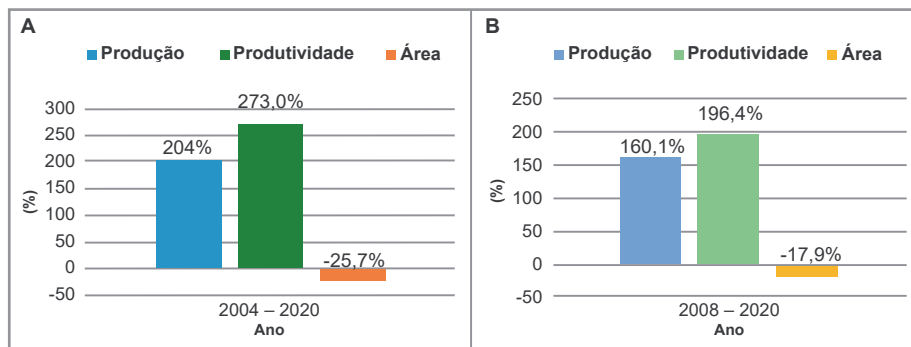 A
Produção Produtividade Área
(%)
300
250
200
150
100
50
0
-50
204%
273,0%
-25,7%
2004 – 2020
Ano
B
Produção Produtividade Área
(%)
250
200
150
100
50
0
-50
160,1%
196,4%
-17,9%
2008 – 2020
Ano